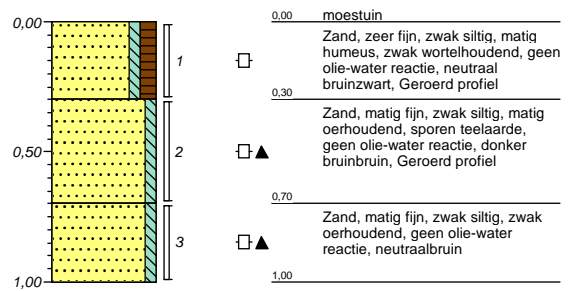 0,00
0,50
1,00
1
2
3
0,00 moestuin
Zand, zeer fijn, zwak siltig, matig
humeus, zwak wortelhoudend, geen
olie-water reactie, neutraal
bruinzwart, Geroerd profiel
0,30
Zand, matig fijn, zwak siltig, matig
oerhoudend, sporen teelaarde,
geen olie-water reactie, donker
bruinbruin, Geroerd profiel
0,70
Zand, matig fijn, zwak siltig, zwak
oerhoudend, geen olie-water
reactie, neutraalbruin
1,00